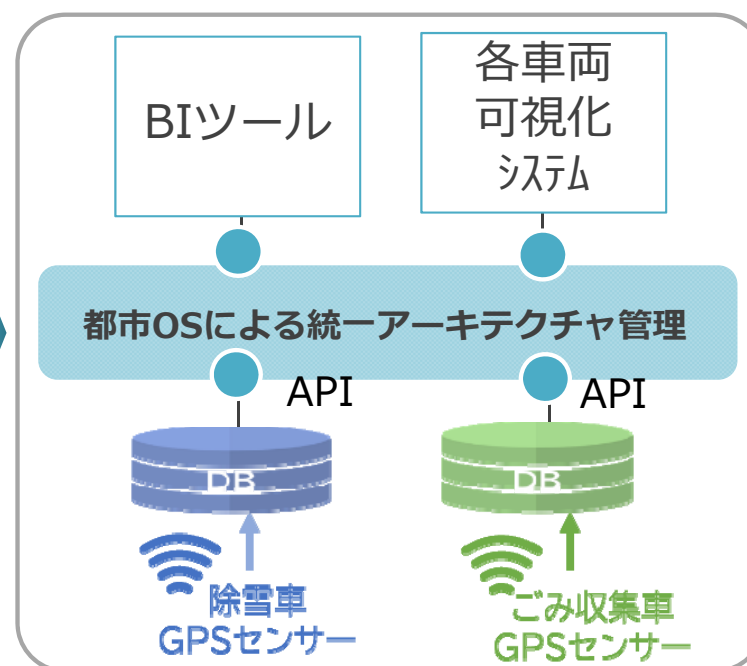 BIツール
各車両
可視化
ｼｽﾃﾑ
都市OSによる統一アーキテクチャ管理
API
API
DB
DB
除雪車
GPSセンサー
ごみ収集車
GPSセンサー